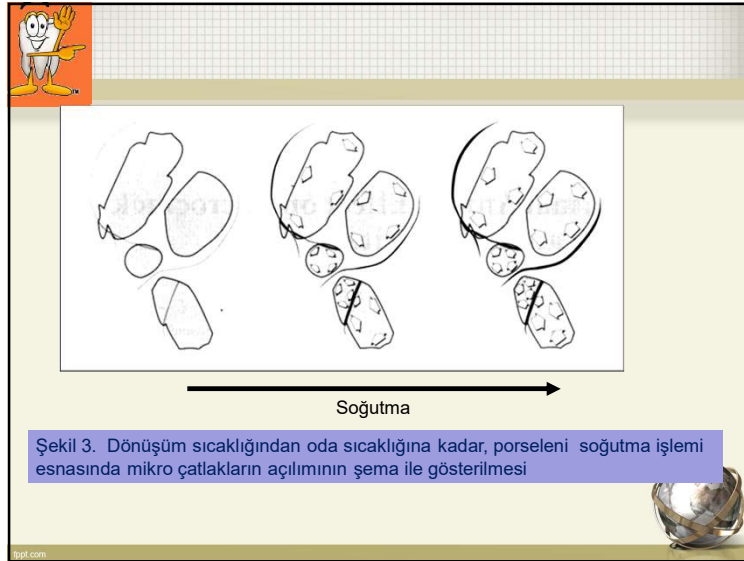 Soğutma
Şekil 3. Dönüşüm sıcaklığından oda sıcaklığına kadar, porseleni soğutma işlemi
esnasında mikro çatlakların açılımının şema ile gösterilmesi
fppt.com